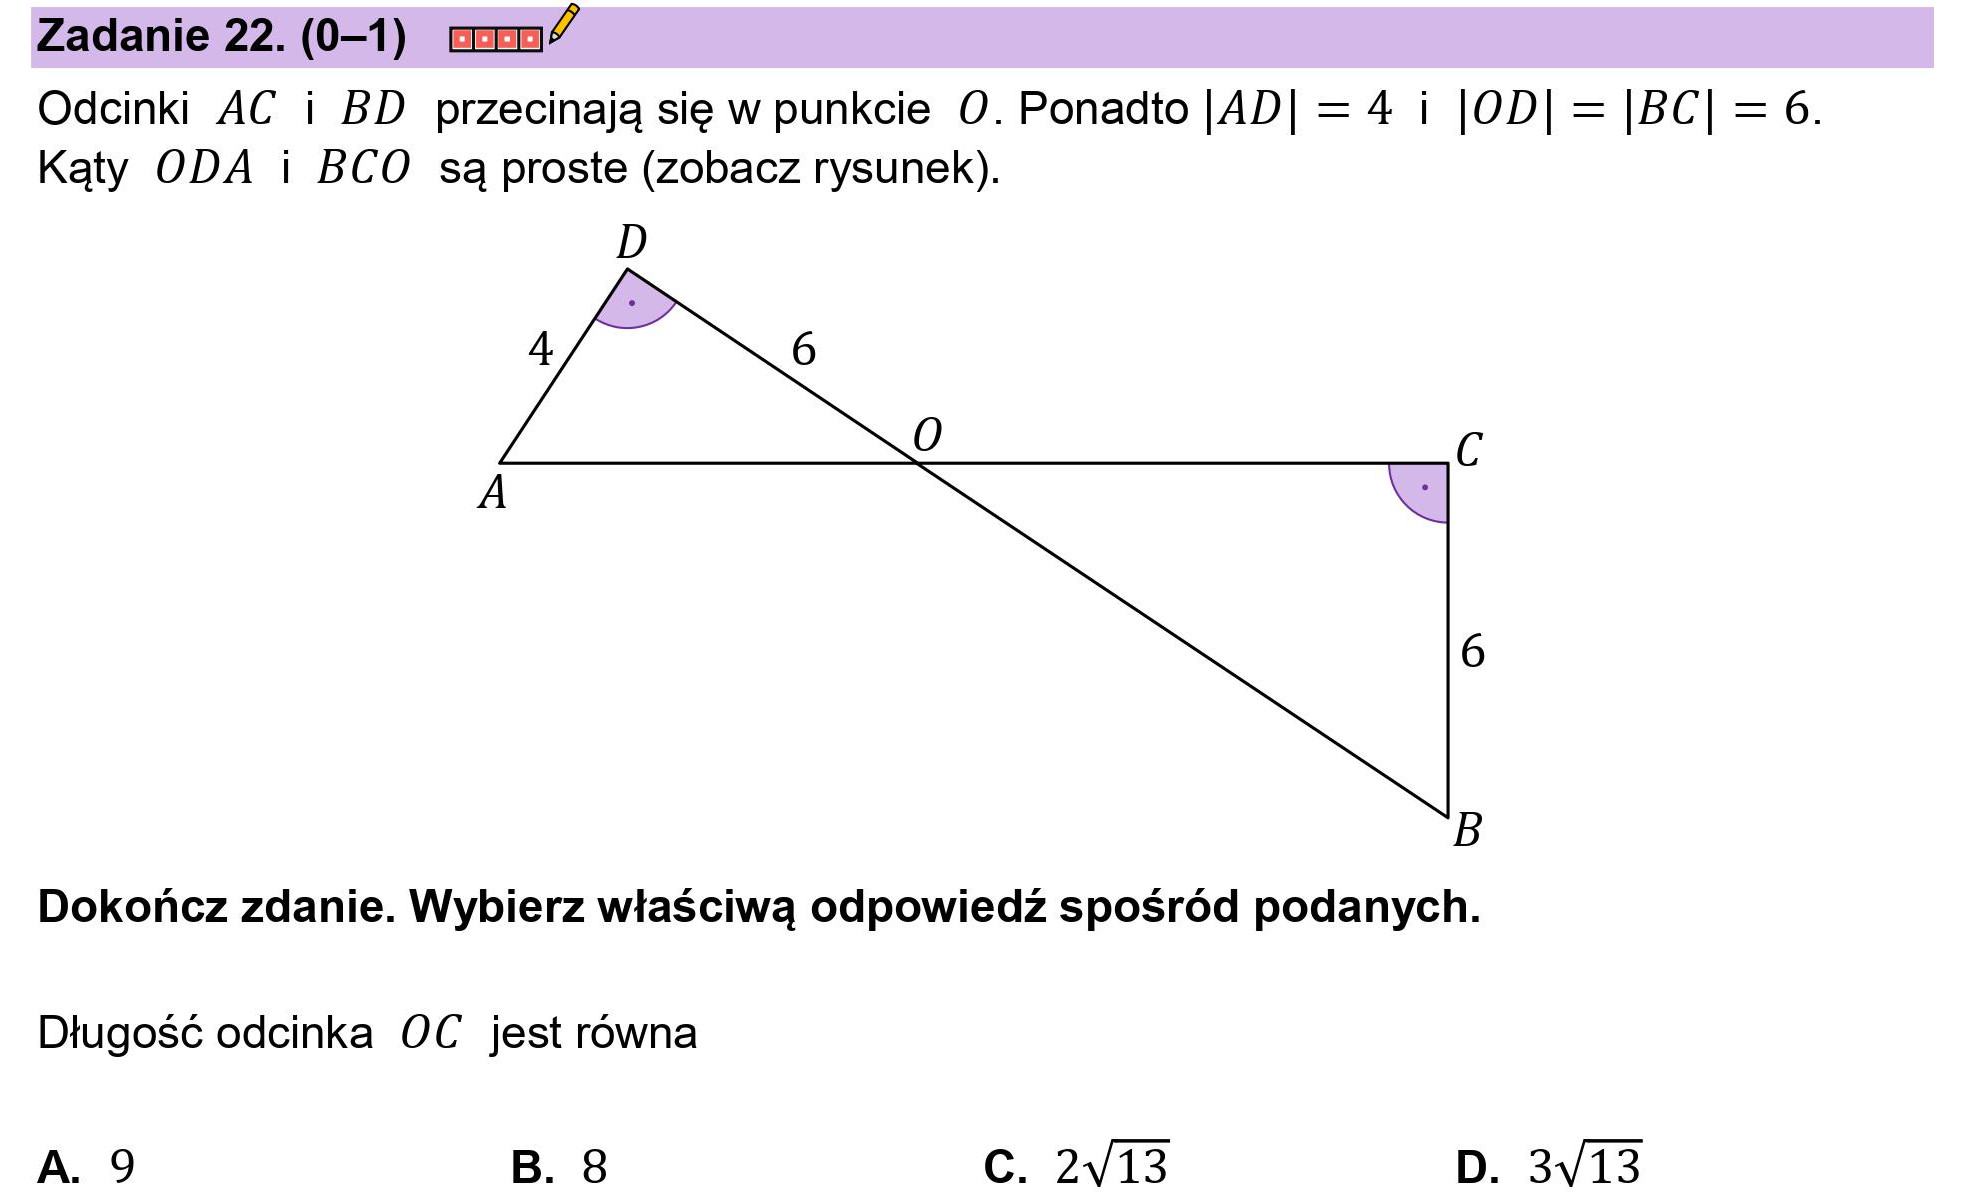 Zadanie 22. (0–1)
Odcinki AC i BD przecinają się w punkcie O. Ponadto |AD| = 4 i |OD| = |BC| = 6.
Kąty ODA i BCO są proste (zobacz rysunek).
D
4
6
O
C
A
6
B
Dokończ zdanie. Wybierz właściwą odpowiedź spośród podanych.
Długość odcinka OC jest równa
A. 9 B. 8 C. 2√13 D. 3√13